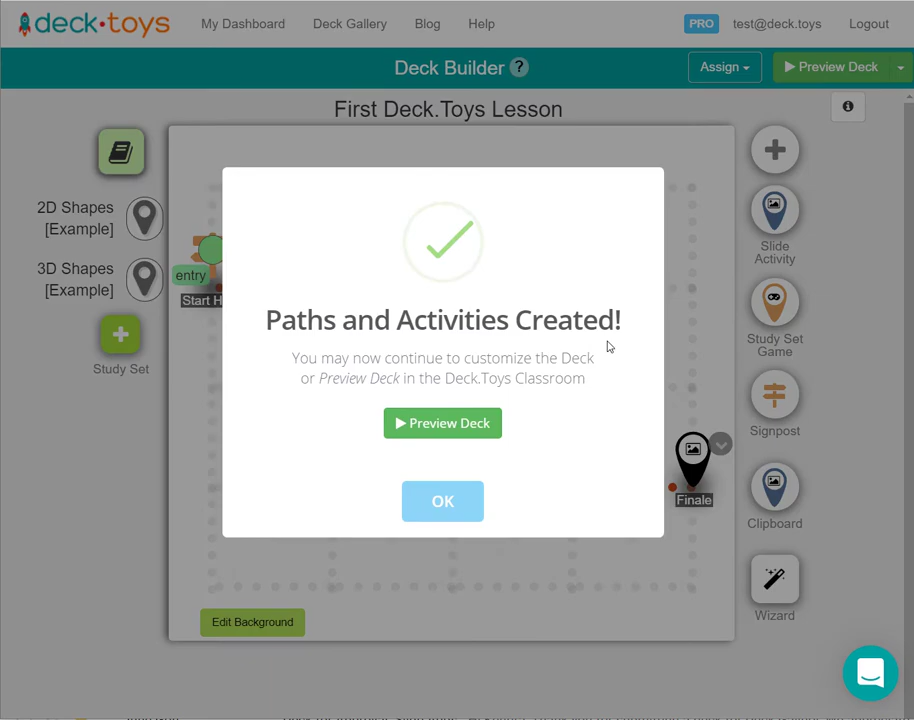 deck•toys
My Dashboard
Deck Gallery
Blog
Help
PRO
test@deck.toys
Logout
Deck Builder ?
Assign
Preview Deck
First Deck.Toys Lesson
2D Shapes
[Example]
3D Shapes
[Example]
Study Set
entry
Start H
Paths and Activities Created!
You may now continue to customize the Deck
or Preview Deck in the Deck.Toys Classroom
Preview Deck
OK
Finale
Edit Background
Slide
Activity
Study Set
Game
Signpost
Clipboard
Wizard